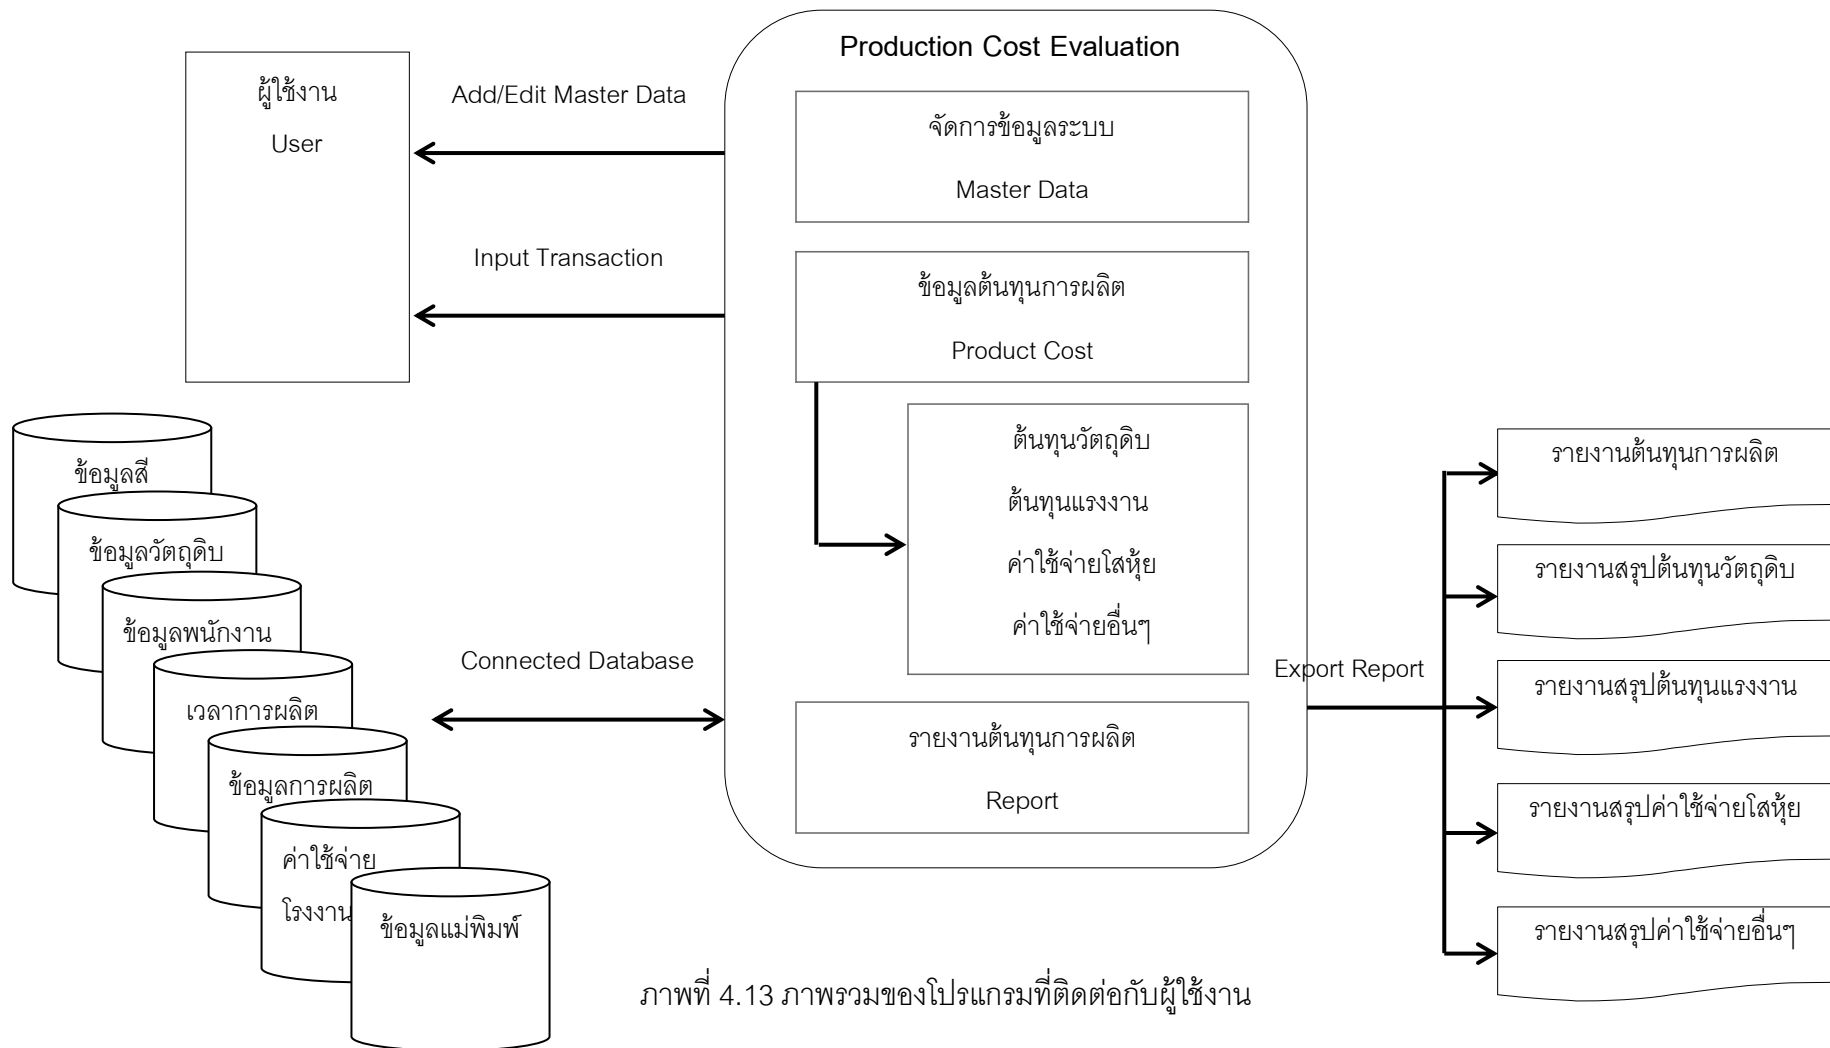 Production Cost Evaluation
ผู้ใช้งาน
User
Add/Edit Master Data
Input Transaction
จัดการข้อมูลระบบ
Master Data
ข้อมูลต้นทุนการผลิต
Product Cost
ต้นทุนวัตถุดิบ
ต้นทุนแรงงาน
ค่าใช้จ่ายโสหุ้ย
ค่าใช้จ่ายอื่นๆ
รายงานต้นทุนการผลิต
Report
ข้อมูลสี
ข้อมูลวัตถุดิบ
ข้อมูลพนักงาน
เวลาการผลิต
ข้อมูลการผลิต
ค่าใช้จ่าย
โรงงาน
ข้อมูลแม่พิมพ์
Connected Database
Export Report
รายงานต้นทุนการผลิต
รายงานสรุปต้นทุนวัตถุดิบ
รายงานสรุปต้นทุนแรงงาน
รายงานสรุปค่าใช้จ่ายโสหุ้ย
รายงานสรุปค่าใช้จ่ายอื่นๆ
ภาพที่ 4.13 ภาพรวมของโปรแกรมที่ติดต่อกับผู้ใช้งาน